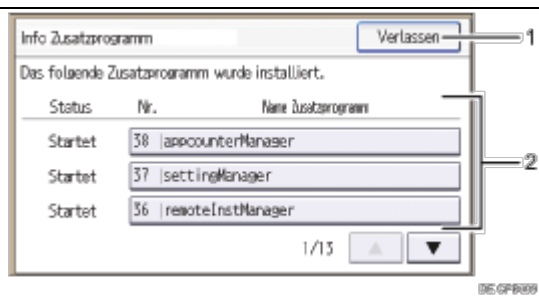 Info Zusatzprogramm
Verlassen
1
Das folgende Zusatzprogramm wurde installiert.
Status Nr. Name Zusatzprogramm
Startet 38 |appcounterManager
Startet 37 |settingManager
Startet 36 |remoteInstManager
2
1/13 ▲ ▼